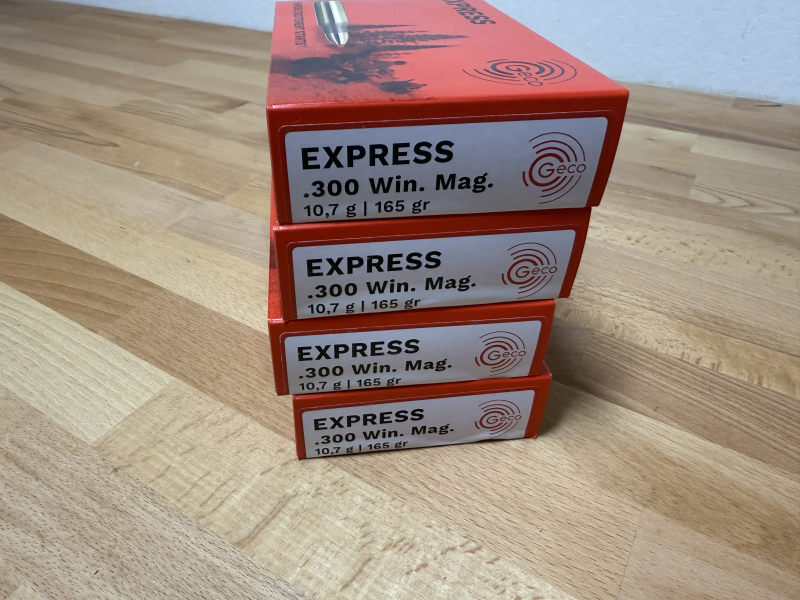 EXPRESS
Geco
EXPRESS
.300 Win. Mag.
10,7 g | 165 gr
Geco
EXPRESS
.300 Win. Mag.
10,7 g | 165 gr
Geco
EXPRESS
.300 Win. Mag.
10,7 g | 165 gr
Geco
EXPRESS
.300 Win. Mag.
10,7 g | 165 gr
Geco